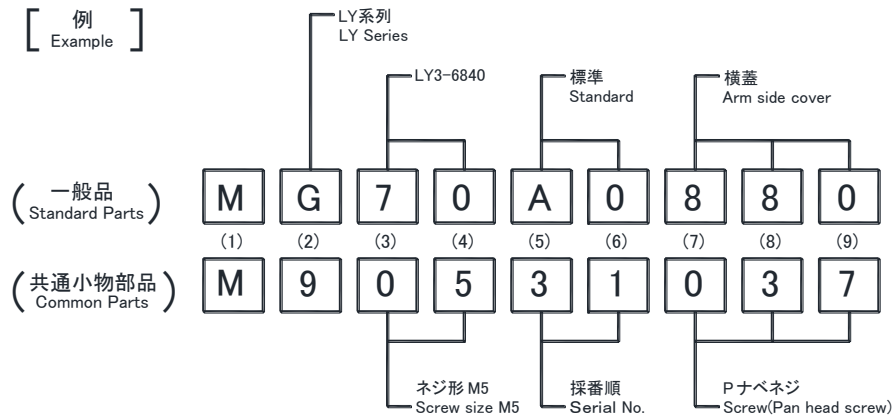 例
Example
LY系列
LY Series
LY3-6840
標準
Standard
横蓋
Arm side cover
一般品
Standard Parts
M G 7 0 A 0 8 8 0
(1) (2) (3) (4) (5) (6) (7) (8) (9)
共通小物部品
Common Parts
M 9 0 5 3 1 0 3 7
ネジ形 M5
Screw size M5
採番順
Serial No.
Pナベネジ
Screw(Pan head screw)